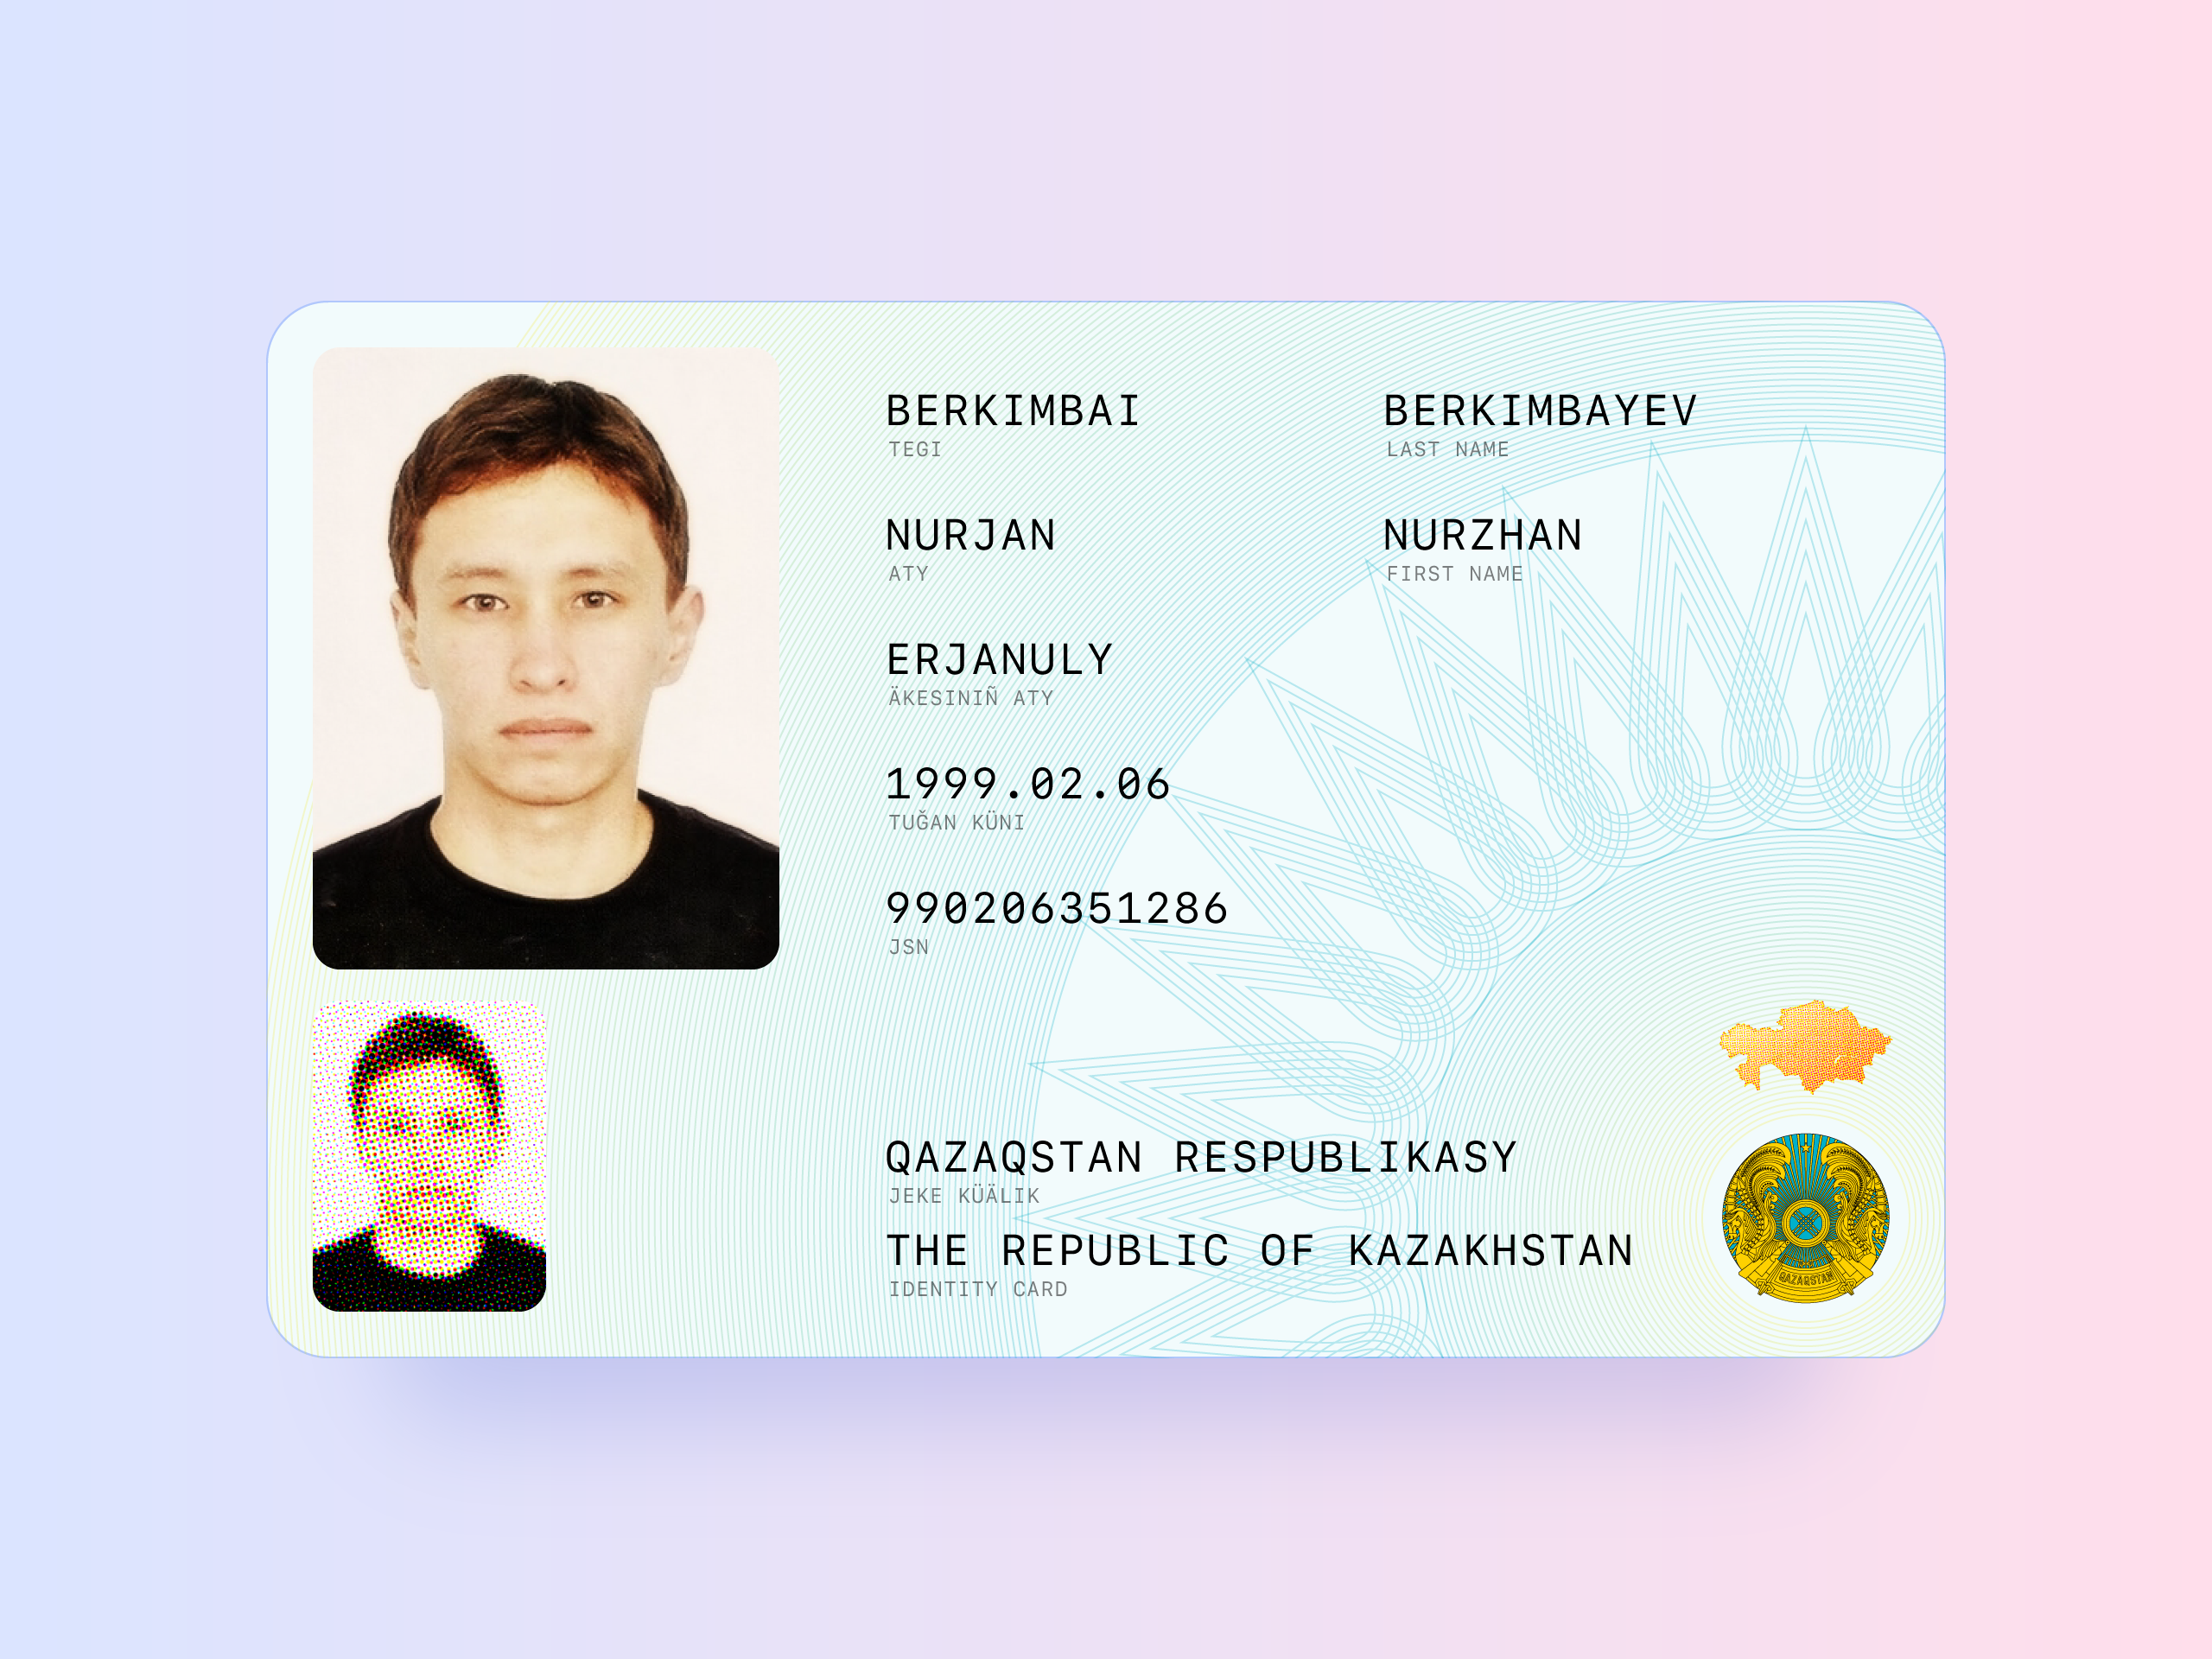 BERKIMBAI
TEGI
BERKIMBAYEV
LAST NAME
NURJAN
ATY
NURZHAN
FIRST NAME
ERJANULY
ÄKESINIÑ ATY
1999.02.06
TUĞAN KÜNI
990206351286
JSN
QAZAQSTAN RESPUBLIKASY
JEKE KÜÄLIK
THE REPUBLIC OF KAZAKHSTAN
IDENTITY CARD
QAZAQSTAN